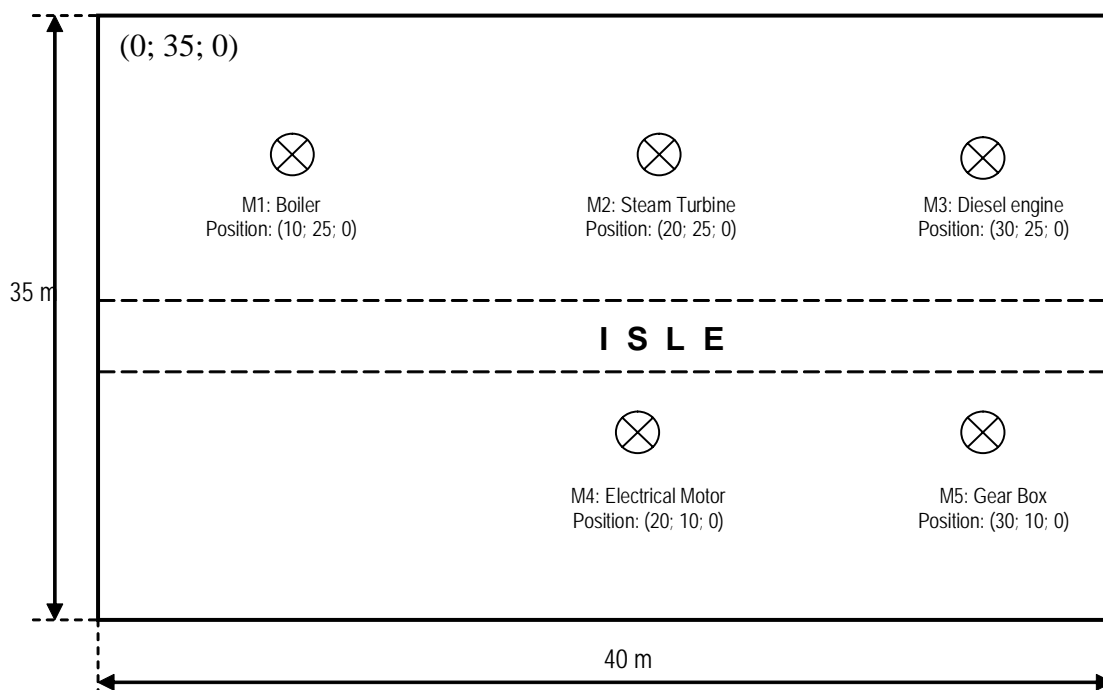 (0; 35; 0)
M1: Boiler
Position: (10; 25; 0)
M2: Steam Turbine
Position: (20; 25; 0)
M3: Diesel engine
Position: (30; 25; 0)
35 m
I S L E
M4: Electrical Motor
Position: (20; 10; 0)
M5: Gear Box
Position: (30; 10; 0)
40 m